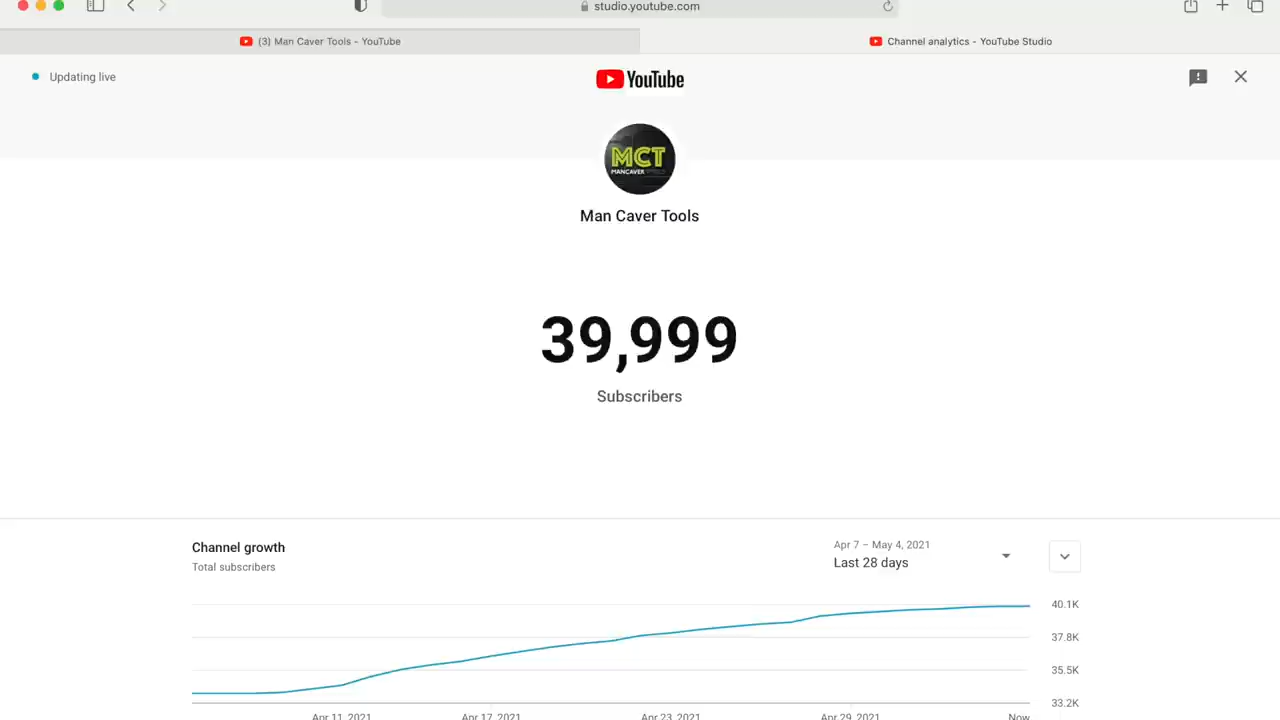 studio.youtube.com
(3) Man Caver Tools - YouTube
Channel analytics - YouTube Studio
Updating live
YouTube
MCT
MANCAVER
Man Caver Tools
39,999
Subscribers
Channel growth
Total subscribers
Apr 7 – May 4, 2021
Last 28 days
40.1K
37.8K
35.5K
33.2K
Apr 11, 2021
Apr 17, 2021
Apr 23, 2021
Apr 29, 2021
Now